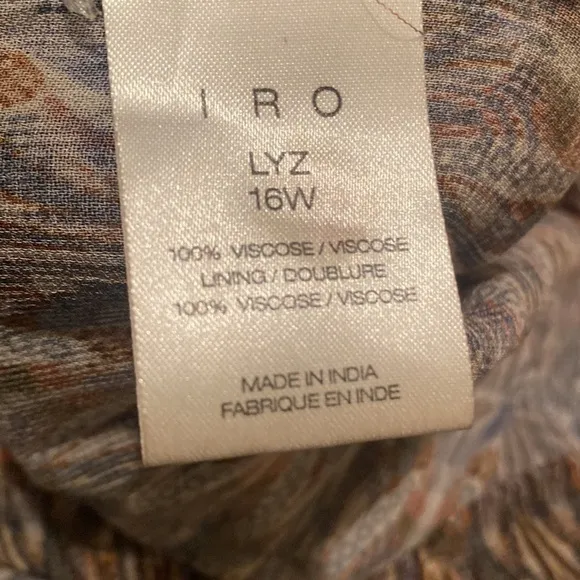 IRO
LYZ
16W
100% VISCOSE / VISCOSE
LINING / DOUBLURE
100% VISCOSE / VISCOSE
MADE IN INDIA
FABRIQUE EN INDE